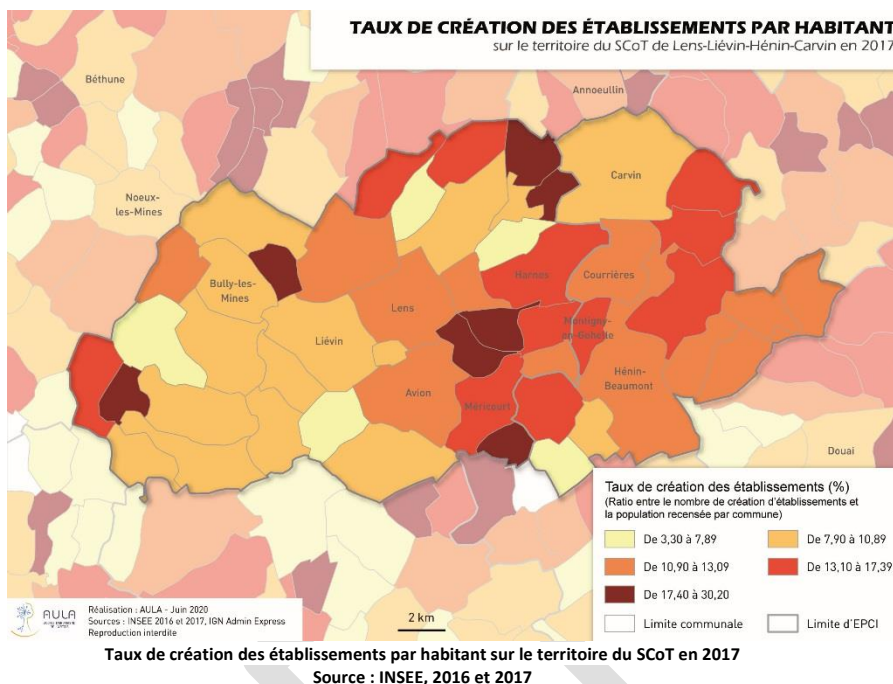 TAUX DE CRÉATION DES ÉTABLISSEMENTS PAR HABITANT
sur le territoire du SCoT de Lens-Liévin-Hénin-Carvin en 2017
Béthune
Annoeullin
Carvin
Noeux-
les-Mines
Bully-les-
Mines
Harnes
Courrières
Lens
Montigny-
en-Gohelle
Liévin
Hénin-
Beaumont
Avion
Méricourt
Douai
Taux de création des établissements (%)
(Ratio entre le nombre de création d'établissements et
la population recensée par commune)
De 3,30 à 7,89
De 7,90 à 10,89
De 10,90 à 13,09
De 13,10 à 17,39
De 17,40 à 30,20
Limite communale
Limite d'EPCI
AULA
Réalisation : AULA - Juin 2020
Sources : INSEE 2016 et 2017, IGN Admin Express
Reproduction interdite
2 km
Taux de création des établissements par habitant sur le territoire du SCoT en 2017
Source : INSEE, 2016 et 2017